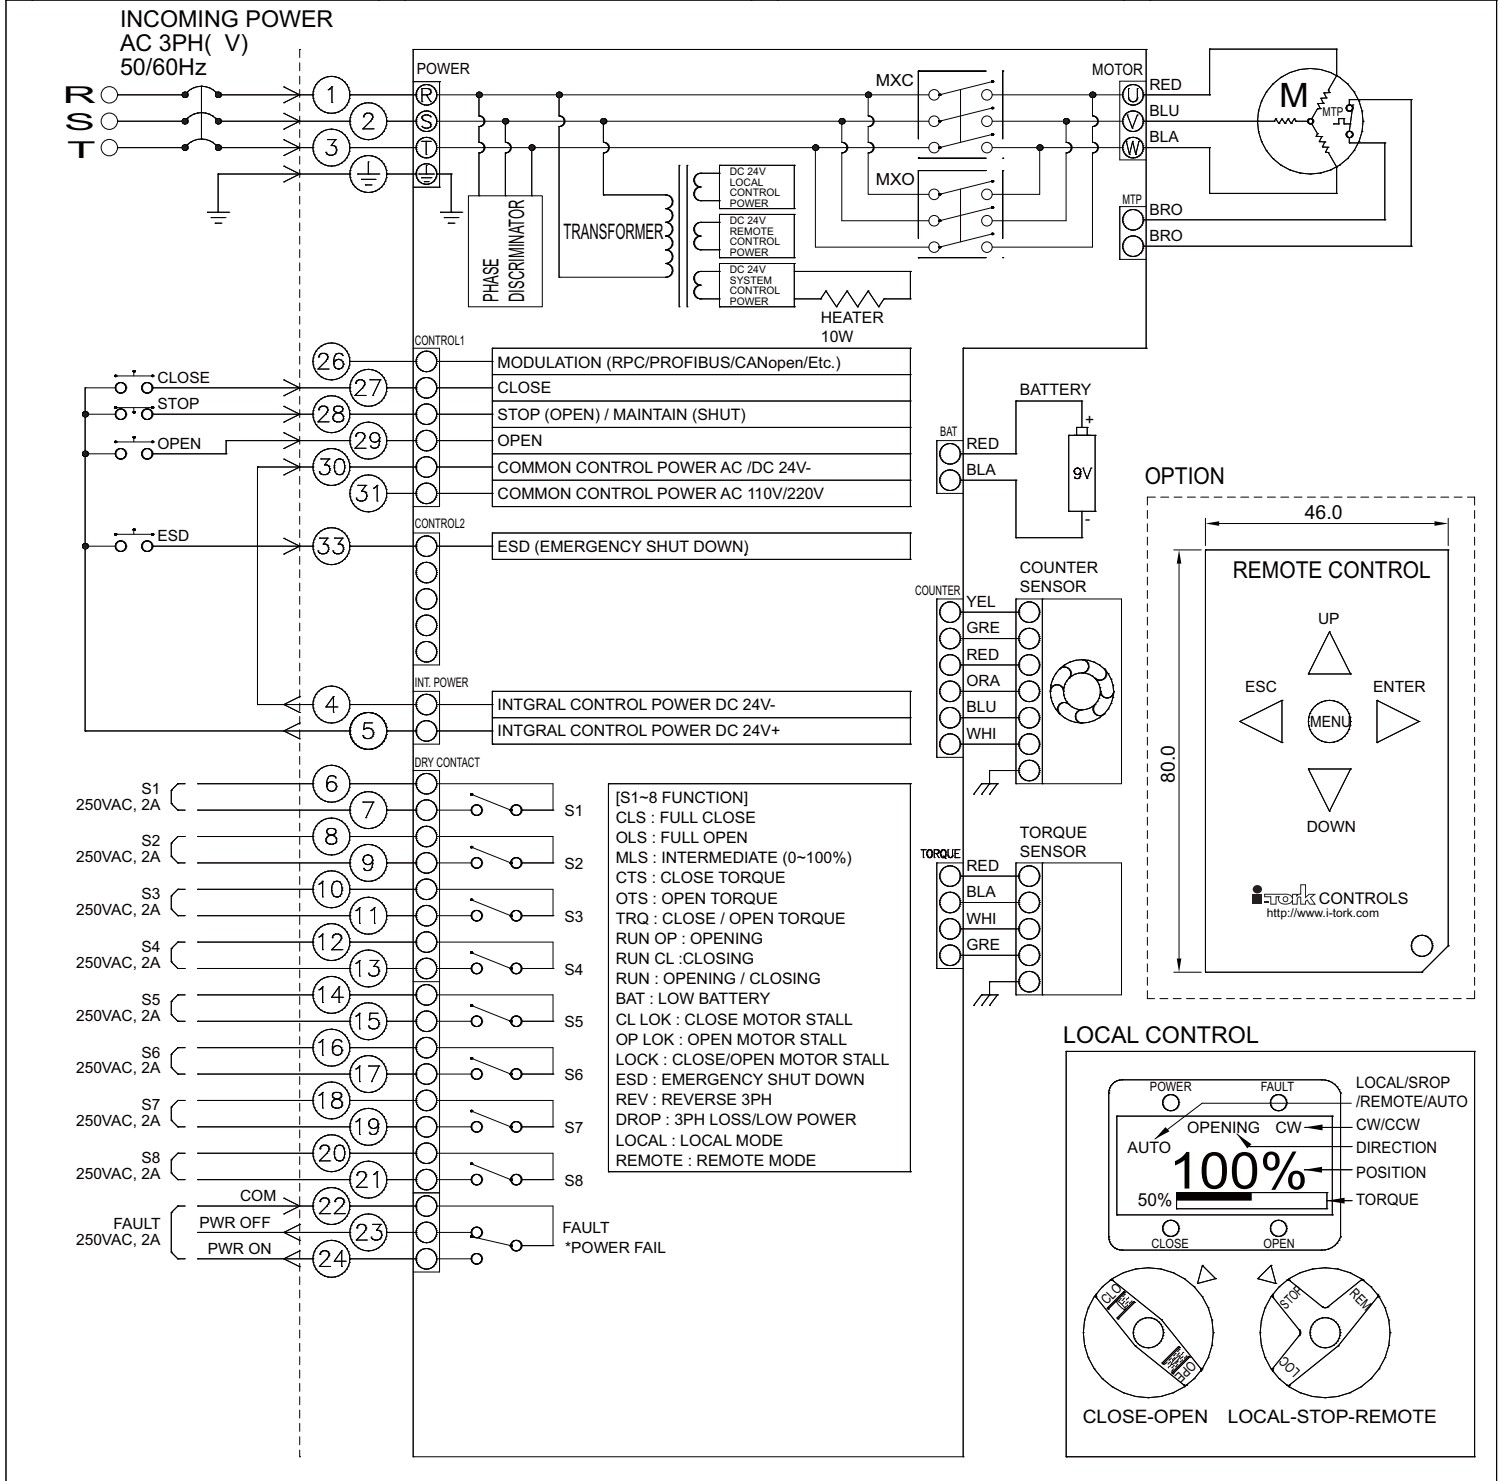 INCOMING POWER
AC 3PH(   V)
50/60Hz
R
S
T
1
2
3
POWER
R
S
T
PHASE
DISCRIMINATOR
TRANSFORMER
DC 24V
LOCAL
CONTROL
POWER
DC 24V
REMOTE
CONTROL
POWER
DC 24V
SYSTEM
CONTROL
POWER
HEATER
10W
MXC
MXO
MOTOR
U
V
W
RED
BLU
BLA
M
MTP
MTP
BRO
BRO
CONTROL1
26
MODULATION (RPC/PROFIBUS/CANopen/Etc.)
CLOSE
27
CLOSE
STOP
28
STOP (OPEN) / MAINTAIN (SHUT)
OPEN
29
OPEN
30
COMMON CONTROL POWER AC /DC 24V-
31
COMMON CONTROL POWER AC 110V/220V
CONTROL2
ESD
33
ESD (EMERGENCY SHUT DOWN)
INT. POWER
4
INTGRAL CONTROL POWER DC 24V-
5
INTGRAL CONTROL POWER DC 24V+
BATTERY
BAT
RED
BLA
+
9V
-
COUNTER
COUNTER
SENSOR
YEL
GRE
RED
ORA
BLU
WHI
TORQUE
TORQUE
SENSOR
RED
BLA
WHI
GRE
DRY CONTACT
S1
250VAC, 2A
6
7
S1
S2
250VAC, 2A
8
9
S2
S3
250VAC, 2A
10
11
S3
S4
250VAC, 2A
12
13
S4
S5
250VAC, 2A
14
15
S5
S6
250VAC, 2A
16
17
S6
S7
250VAC, 2A
18
19
S7
S8
250VAC, 2A
20
21
S8
FAULT
250VAC, 2A
COM
22
PWR OFF
23
PWR ON
24
FAULT
*POWER FAIL
[S1~8 FUNCTION]
CLS : FULL CLOSE
OLS : FULL OPEN
MLS : INTERMEDIATE (0~100%)
CTS : CLOSE TORQUE
OTS : OPEN TORQUE
TRQ : CLOSE / OPEN TORQUE
RUN OP : OPENING
RUN CL :CLOSING
RUN : OPENING / CLOSING
BAT : LOW BATTERY
CL LOK : CLOSE MOTOR STALL
OP LOK : OPEN MOTOR STALL
LOCK : CLOSE/OPEN MOTOR STALL
ESD : EMERGENCY SHUT DOWN
REV : REVERSE 3PH
DROP : 3PH LOSS/LOW POWER
LOCAL : LOCAL MODE
REMOTE : REMOTE MODE
OPTION
46.0
80.0
REMOTE CONTROL
UP
ESC
ENTER
MENU
DOWN
i-TORK CONTROLS
http://www.i-tork.com
LOCAL CONTROL
POWER
FAULT
LOCAL/SROP
/REMOTE/AUTO
OPENING CW
CW/CCW
AUTO
DIRECTION
100%
POSITION
50%
TORQUE
CLOSE
OPEN
CLO
OPE
STOP
REM
LOC
CLOSE-OPEN
LOCAL-STOP-REMOTE